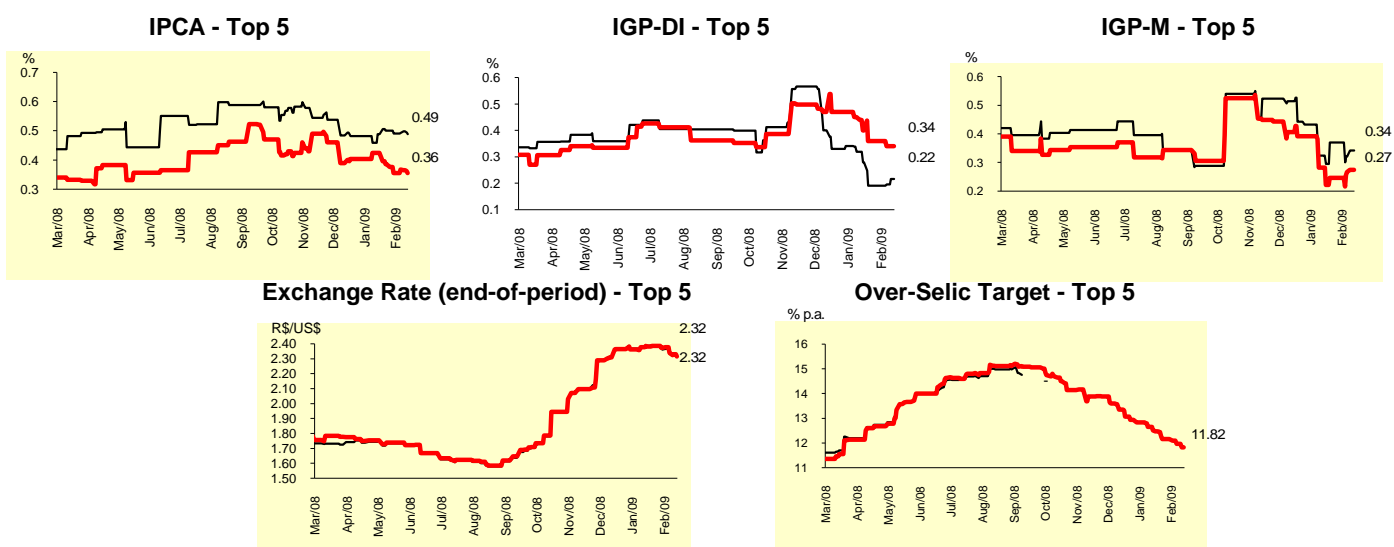 IPCA - Top 5
%
0.7
0.6
0.5
0.4
0.3
0.49
0.36
Mar/08
Apr/08
May/08
Jun/08
Jul/08
Aug/08
Sep/08
Oct/08
Nov/08
Dec/08
Jan/09
Feb/09
IGP-DI - Top 5
%
0.6
0.5
0.4
0.3
0.2
0.1
0.34
0.22
Mar/08
Apr/08
May/08
Jun/08
Jul/08
Aug/08
Sep/08
Oct/08
Nov/08
Dec/08
Jan/09
Feb/09
IGP-M - Top 5
%
0.6
0.5
0.4
0.3
0.2
0.34
0.27
Mar/08
Apr/08
May/08
Jun/08
Jul/08
Aug/08
Sep/08
Oct/08
Nov/08
Dec/08
Jan/09
Feb/09
Exchange Rate (end-of-period) - Top 5
R$/US$
2.40
2.30
2.20
2.10
2.00
1.90
1.80
1.70
1.60
1.50
2.32
2.32
Mar/08
Apr/08
May/08
Jun/08
Jul/08
Aug/08
Sep/08
Oct/08
Nov/08
Dec/08
Jan/09
Feb/09
Over-Selic Target - Top 5
% p.a.
16
15
14
13
12
11
11.82
Mar/08
Apr/08
May/08
Jun/08
Jul/08
Aug/08
Sep/08
Oct/08
Nov/08
Dec/08
Jan/09
Feb/09